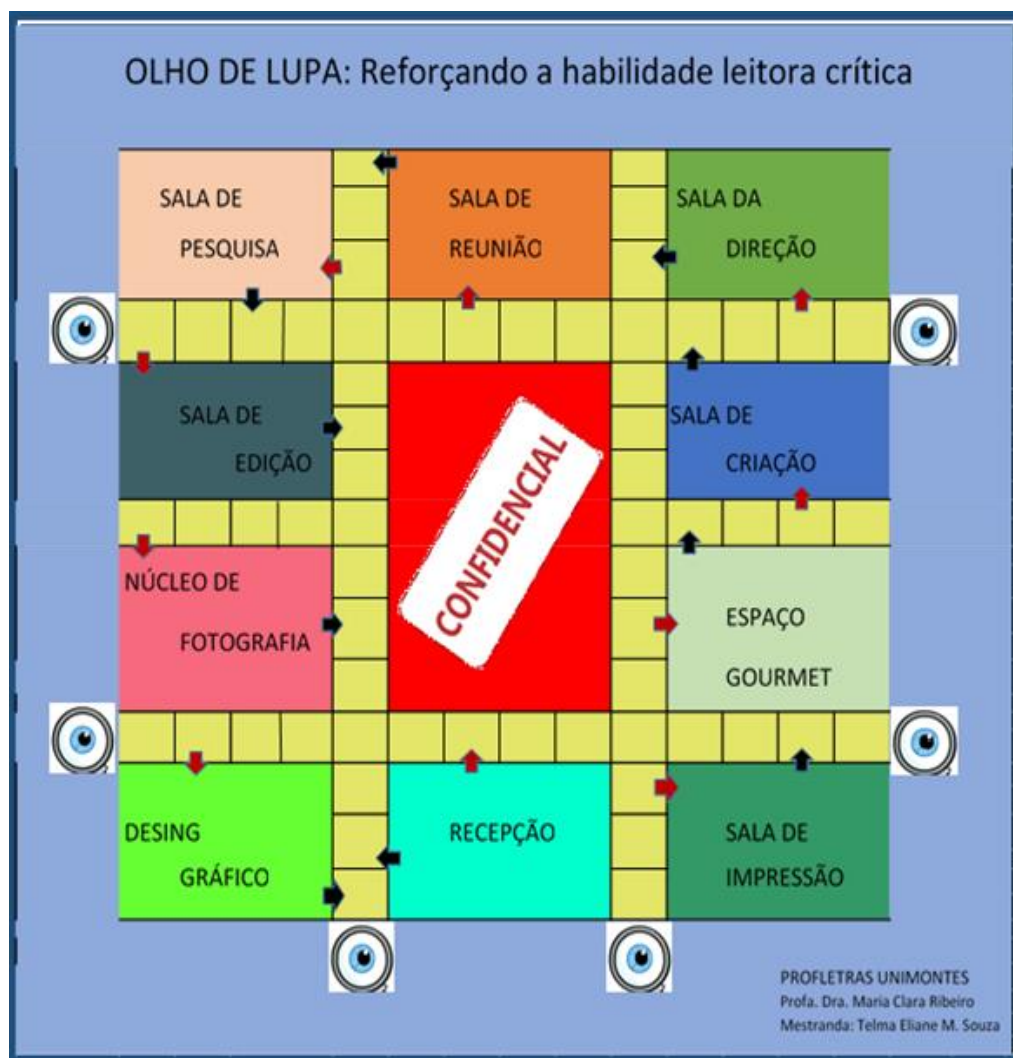 OLHO DE LUPA: Reforçando a habilidade leitora crítica
SALA DE
PESQUISA
SALA DE
REUNIÃO
SALA DA
DIREÇÃO
SALA DE
EDIÇÃO
CONFIDENCIAL
SALA DE
CRIAÇÃO
NÚCLEO DE
FOTOGRAFIA
ESPAÇO
GOURMET
DESING
GRÁFICO
RECEPÇÃO
SALA DE
IMPRESSÃO
PROFLETRAS UNIMONTES
Profa. Dra. Maria Clara Ribeiro
Mestranda: Telma Eliane M. Souza